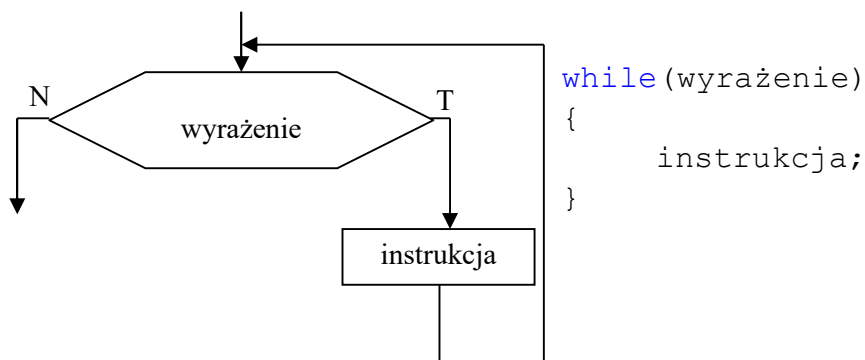 N
T
wyrażenie
instrukcja
while(wyrażenie)
{
instrukcja;
}